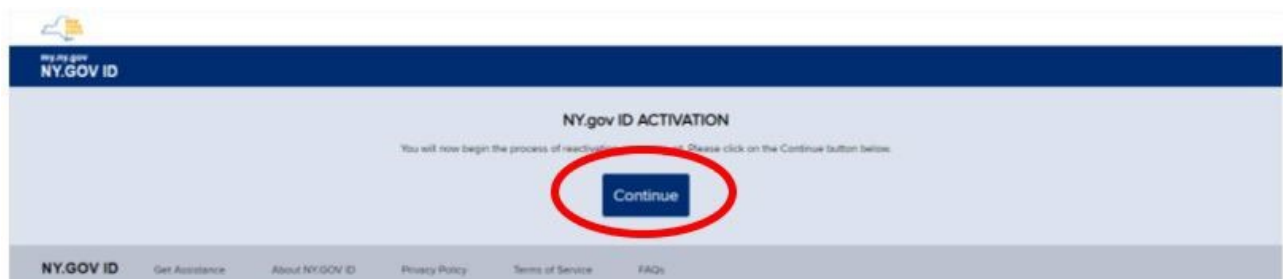 my.ny.gov
NY.GOV ID
NY.gov ID ACTIVATION
You will now begin the process of reactivating Please click on the Continue button below.
Continue
NY.GOV ID Get Assistance About NY.GOV ID Privacy Policy Terms of Service FAQs